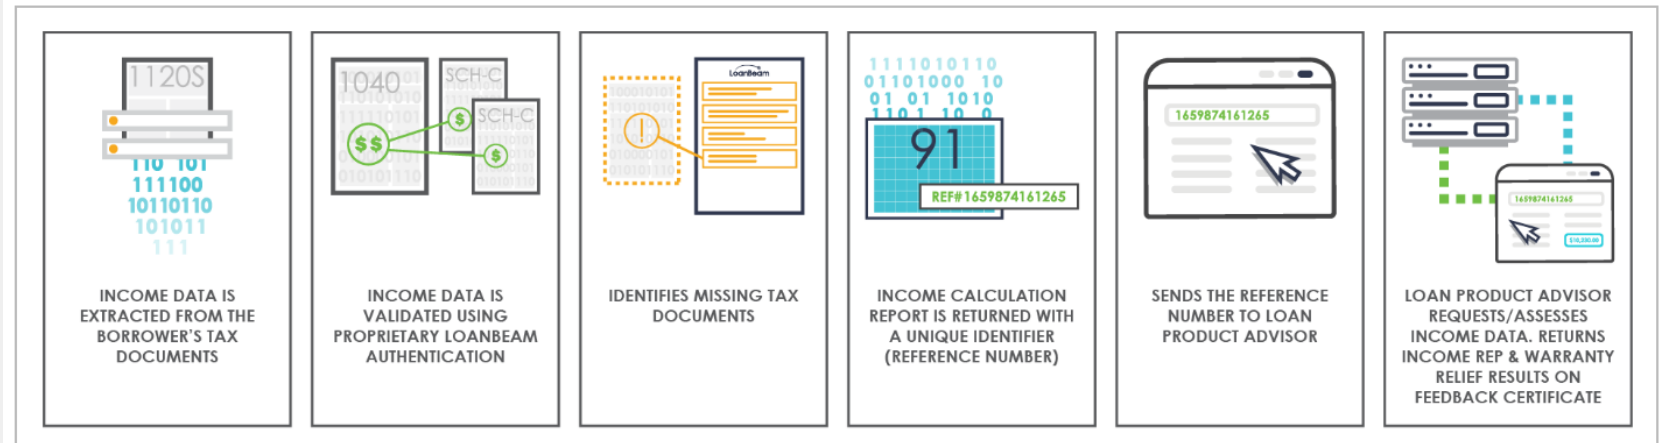 1120S
110 101
111100
10110110
101011
111
INCOME DATA IS
EXTRACTED FROM THE
BORROWER'S TAX
DOCUMENTS
1040
SCH-C
SCH-C
$$
$
$
INCOME DATA IS
VALIDATED USING
PROPRIETARY LOANBEAM
AUTHENTICATION
LoanBeam
!
IDENTIFIES MISSING TAX
DOCUMENTS
1111010110
01101000 10
01 01 1010
1101 10 0
91
REF#1659874161265
INCOME CALCULATION
REPORT IS RETURNED WITH
A UNIQUE IDENTIFIER
(REFERENCE NUMBER)
1659874161265
SENDS THE REFERENCE
NUMBER TO LOAN
PRODUCT ADVISOR
1659874161265
LOAN PRODUCT ADVISOR
REQUESTS/ASSESSES
INCOME DATA. RETURNS
INCOME REP & WARRANTY
RELIEF RESULTS ON
FEEDBACK CERTIFICATE